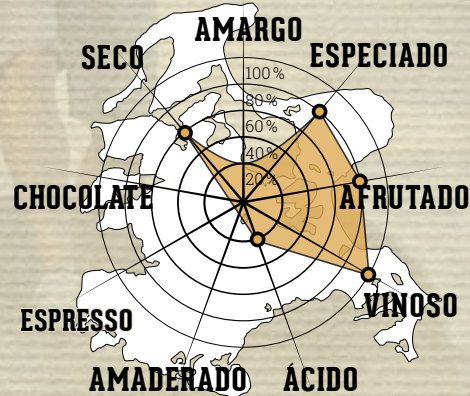 AMARGO
SECO
ESPECIADO
100%
80%
60%
40%
20%
CHOCOLATE
AFRUTADO
VINOSO
ESPRESSO
AMADERADO
ÁCIDO